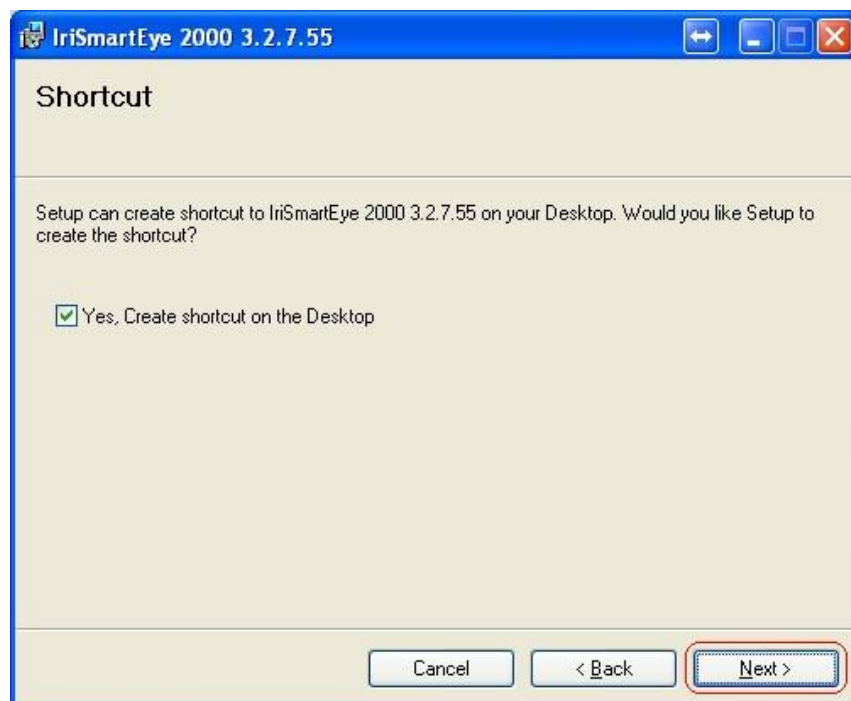 IriSmartEye 2000 3.2.7.55
Shortcut
Setup can create shortcut to IriSmartEye 2000 3.2.7.55 on your Desktop. Would you like Setup to
create the shortcut?
Yes, Create shortcut on the Desktop
Cancel
< Back
Next >